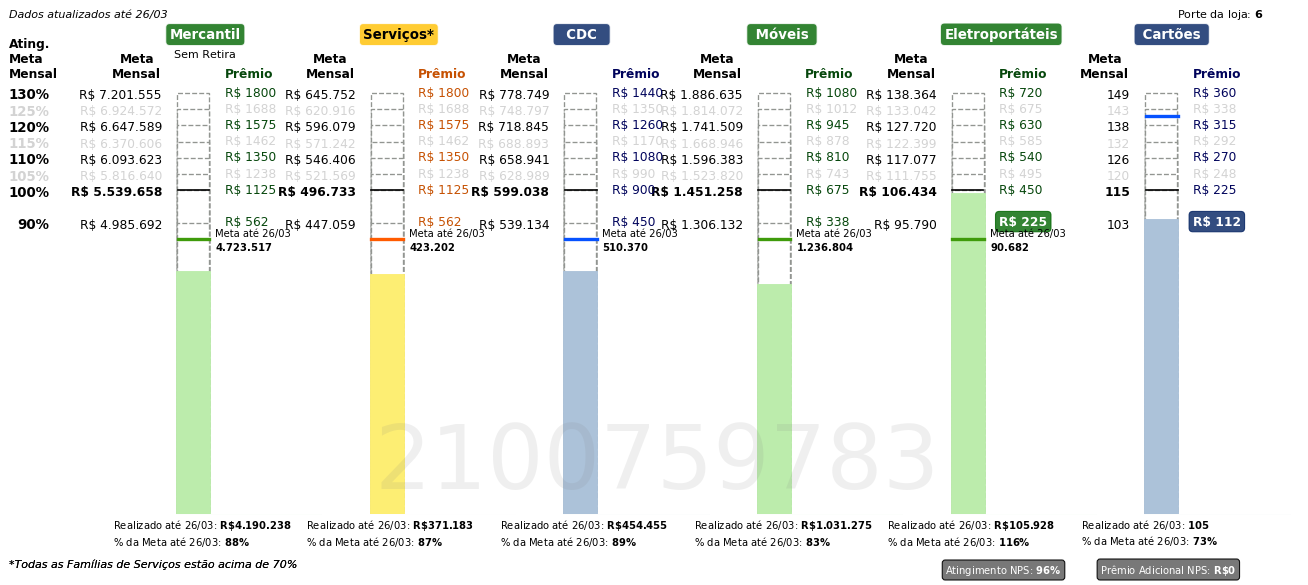 Dados atualizados até 26/03
Porte da loja: 6
Mercantil Serviços* CDC Móveis Eletroportáteis Cartões
Sem Retira
Ating. Meta Mensal
Meta Mensal Prêmio Meta Mensal Prêmio Meta Mensal Prêmio Meta Mensal Prêmio Meta Mensal Prêmio Meta Mensal Prêmio
130% R$ 7.201.555 R$ 1800 R$ 645.752 R$ 1800 R$ 778.749 R$ 1440 R$ 1.886.635 R$ 1080 R$ 138.364 R$ 720 149 R$ 360
125% R$ 6.924.572 R$ 1688 R$ 620.916 R$ 1688 R$ 748.797 R$ 1350 R$ 1.814.072 R$ 1012 R$ 133.042 R$ 675 143 R$ 338
120% R$ 6.647.589 R$ 1575 R$ 596.079 R$ 1575 R$ 718.845 R$ 1260 R$ 1.741.509 R$ 945 R$ 127.720 R$ 630 138 R$ 315
115% R$ 6.370.606 R$ 1462 R$ 571.242 R$ 1462 R$ 688.893 R$ 1170 R$ 1.668.946 R$ 878 R$ 122.399 R$ 585 132 R$ 292
110% R$ 6.093.623 R$ 1350 R$ 546.406 R$ 1350 R$ 658.941 R$ 1080 R$ 1.596.383 R$ 810 R$ 117.077 R$ 540 126 R$ 270
105% R$ 5.816.640 R$ 1238 R$ 521.569 R$ 1238 R$ 628.989 R$ 990 R$ 1.523.820 R$ 743 R$ 111.755 R$ 495 120 R$ 248
100% R$ 5.539.658 R$ 1125 R$ 496.733 R$ 1125 R$ 599.038 R$ 900 R$ 1.451.258 R$ 675 R$ 106.434 R$ 450 115 R$ 225
90% R$ 4.985.692 R$ 562 R$ 447.059 R$ 562 R$ 539.134 R$ 450 R$ 1.306.132 R$ 338 R$ 95.790 R$ 225 103 R$ 112
Meta até 26/03 Meta até 26/03 Meta até 26/03 Meta até 26/03 Meta até 26/03
4.723.517 423.202 510.370 1.236.804 90.682
2100759783
Realizado até 26/03: R$4.190.238 Realizado até 26/03: R$371.183 Realizado até 26/03: R$454.455 Realizado até 26/03: R$1.031.275 Realizado até 26/03: R$105.928 Realizado até 26/03: 105
% da Meta até 26/03: 88% % da Meta até 26/03: 87% % da Meta até 26/03: 89% % da Meta até 26/03: 83% % da Meta até 26/03: 116% % da Meta até 26/03: 73%
*Todas as Famílias de Serviços estão acima de 70%
Atingimento NPS: 96% Prêmio Adicional NPS: R$0